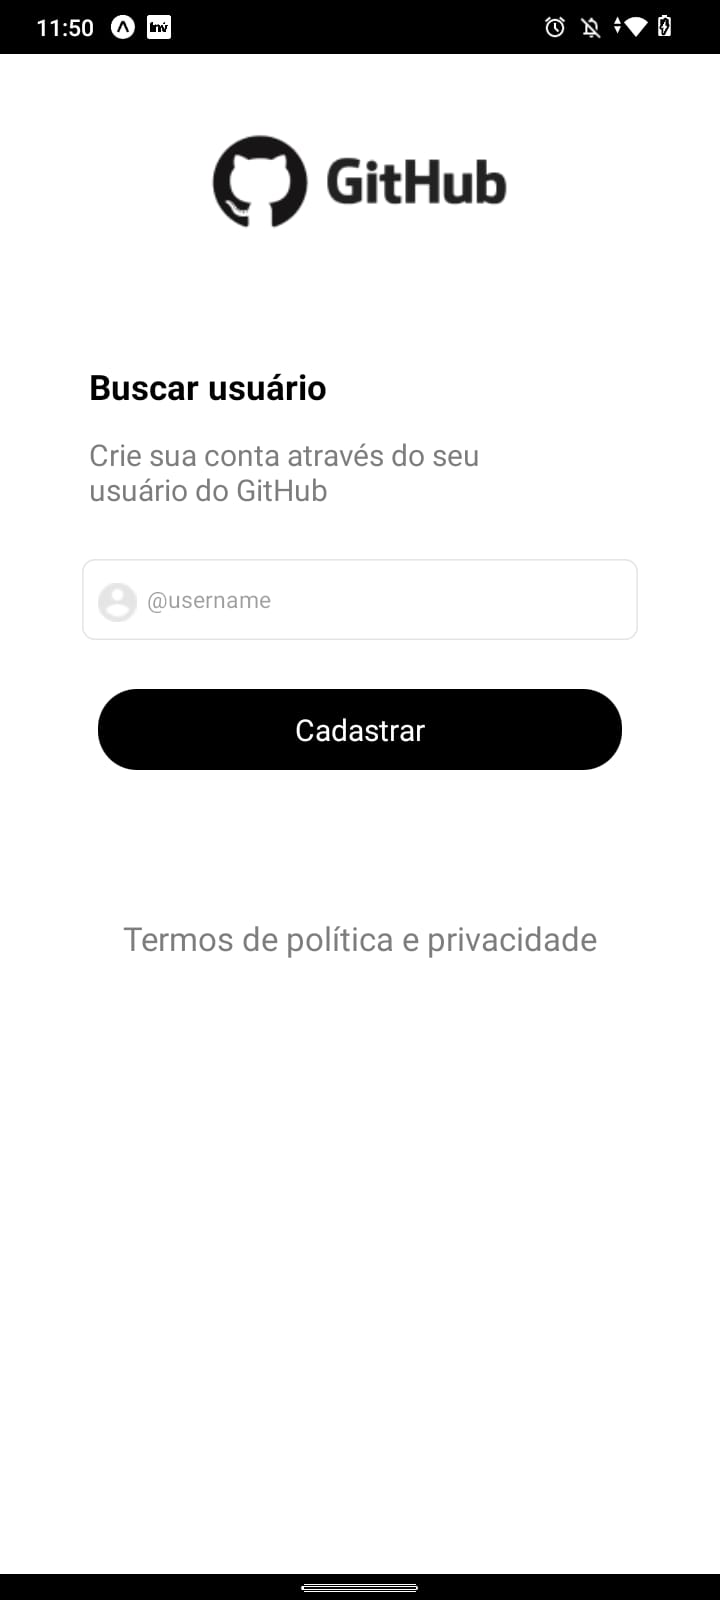 11:50
GitHub
Buscar usuário
Crie sua conta através do seu
usuário do GitHub
@username
Cadastrar
Termos de política e privacidade